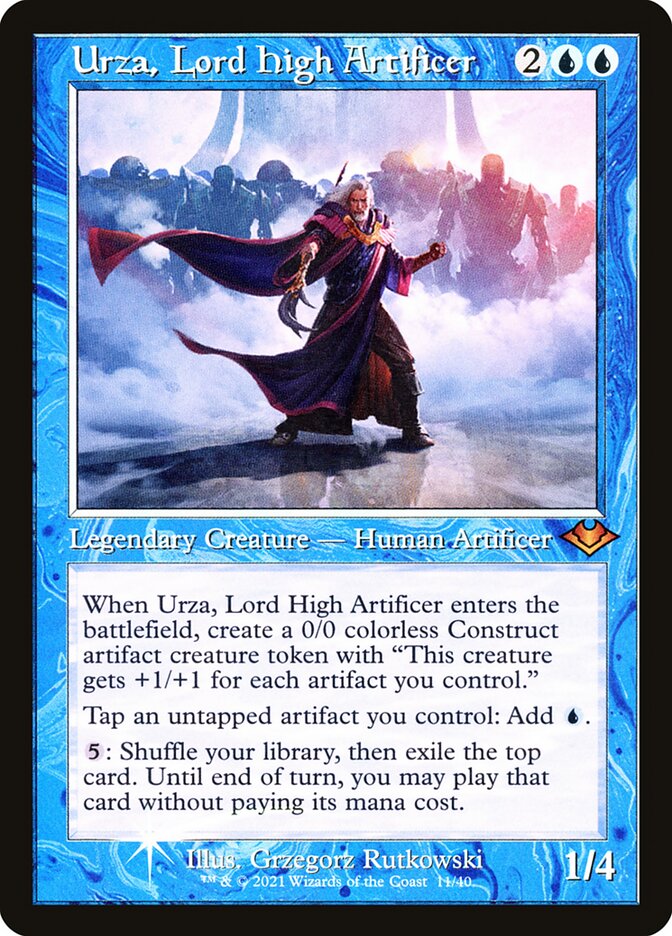 Urza, Lord High Artificer 2
Legendary Creature — Human Artificer
When Urza, Lord High Artificer enters the
battlefield, create a 0/0 colorless Construct
artifact creature token with “This creature
gets +1/+1 for each artifact you control.”
Tap an untapped artifact you control: Add .
5: Shuffle your library, then exile the top
card. Until end of turn, you may play that
card without paying its mana cost.
Illus. Grzegorz Rutkowski
™ & © 2021 Wizards of the Coast 11/40
1/4